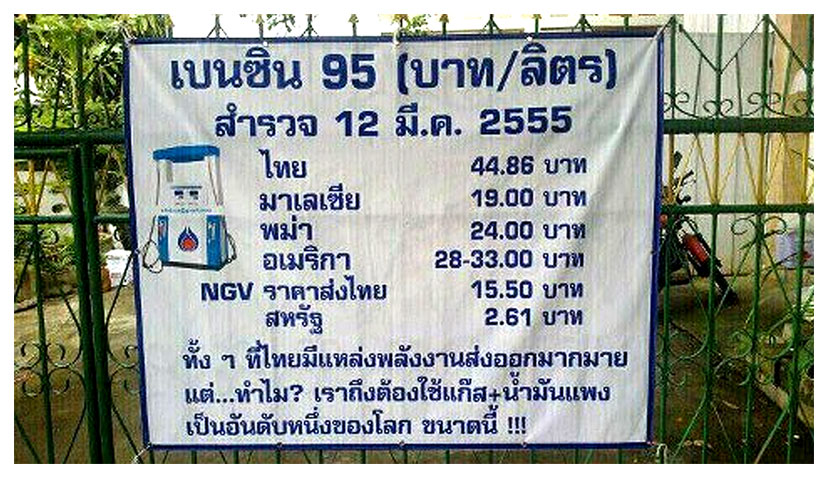 เบนซิน 95 (บาท/ลิตร)
สำรวจ 12 มี.ค. 2555
ไทย 44.86 บาท
มาเลเซีย 19.00 บาท
พม่า 24.00 บาท
อเมริกา 28-33.00 บาท
NGV ราคาส่งไทย 15.50 บาท
สหรัฐ 2.61 บาท
ทั้ง ๆ ที่ไทยมีแหล่งพลังงานส่งออกมากมาย
แต่...ทำไม? เราถึงต้องใช้แก๊ส+น้ำมันแพง
เป็นอันดับหนึ่งของโลก ขนาดนี้ !!!